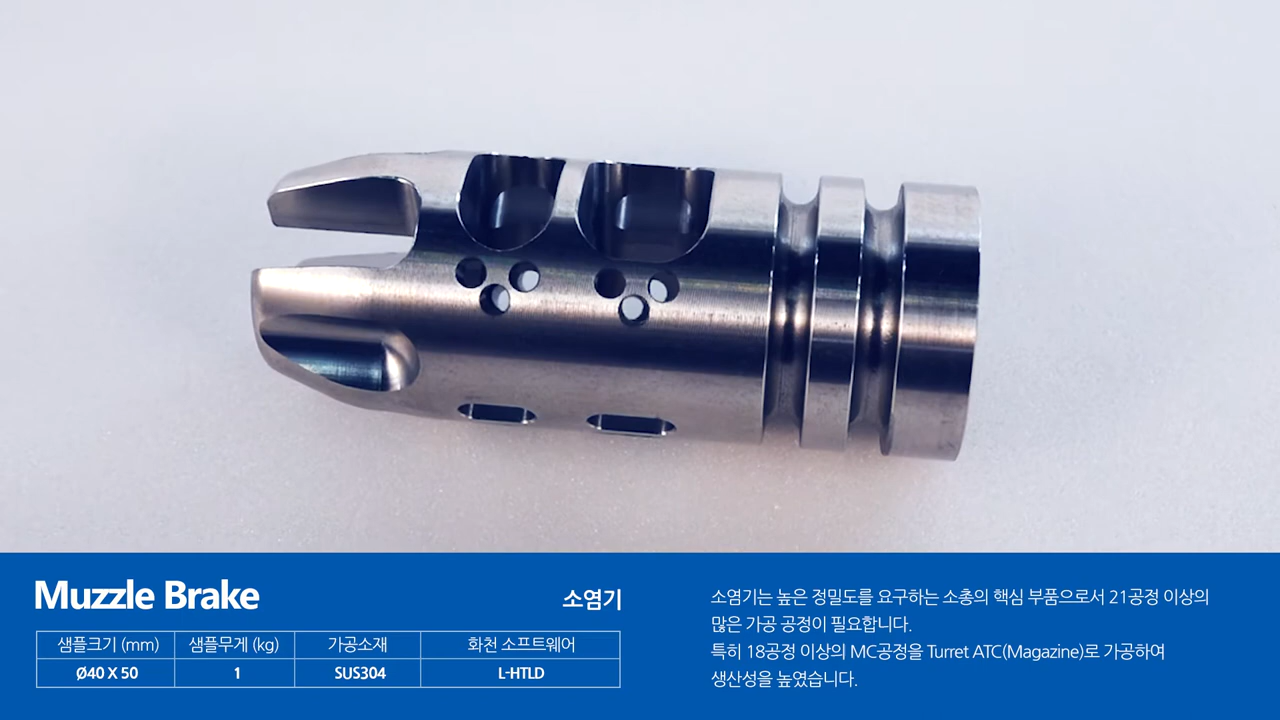 Muzzle Brake
소염기
샘플크기 (mm) 샘플무게 (kg) 가공소재 화천 소프트웨어
Ø40 X 50 1 SUS304 L-HTLD
소염기는 높은 정밀도를 요구하는 소총의 핵심 부품으로서 21공정 이상의
많은 가공 공정이 필요합니다.
특히 18공정 이상의 MC공정을 Turret ATC(Magazine)로 가공하여
생산성을 높였습니다.